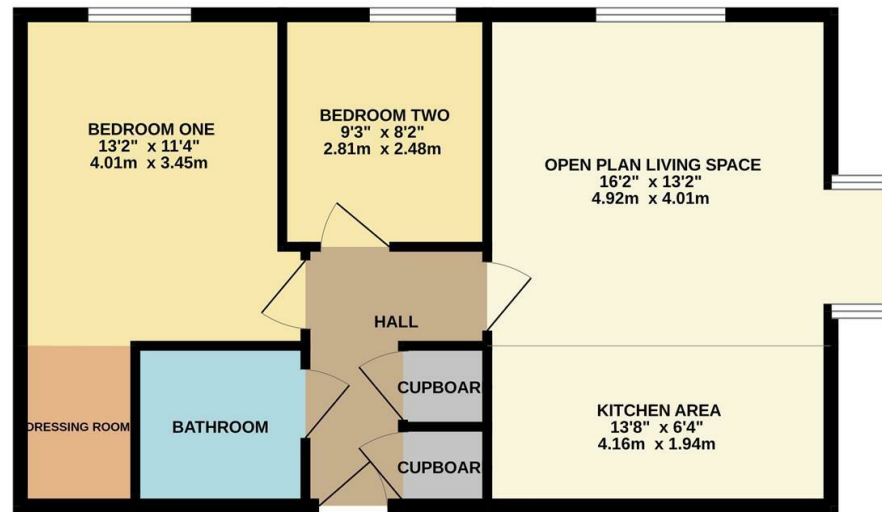 BEDROOM ONE
13'2" x 11'4"
4.01m x 3.45m
BEDROOM TWO
9'3" x 8'2"
2.81m x 2.48m
OPEN PLAN LIVING SPACE
16'2" x 13'2"
4.92m x 4.01m
HALL
CUPBOAR
KITCHEN AREA
13'8" x 6'4"
4.16m x 1.94m
DRESSING ROOM
BATHROOM
CUPBOAR